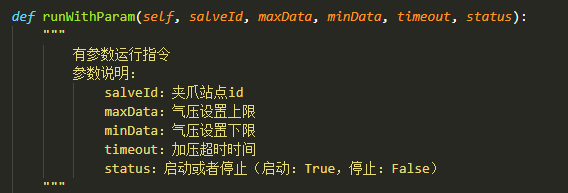 def runWithParam(self, salveId, maxData, minData, timeout, status):
"""
有参数运行指令
参数说明：
salveId：夹爪站点id
maxData：气压设置上限
minData：气压设置下限
timeout：加压超时时间
status：启动或者停止（启动：True，停止：False）
"""